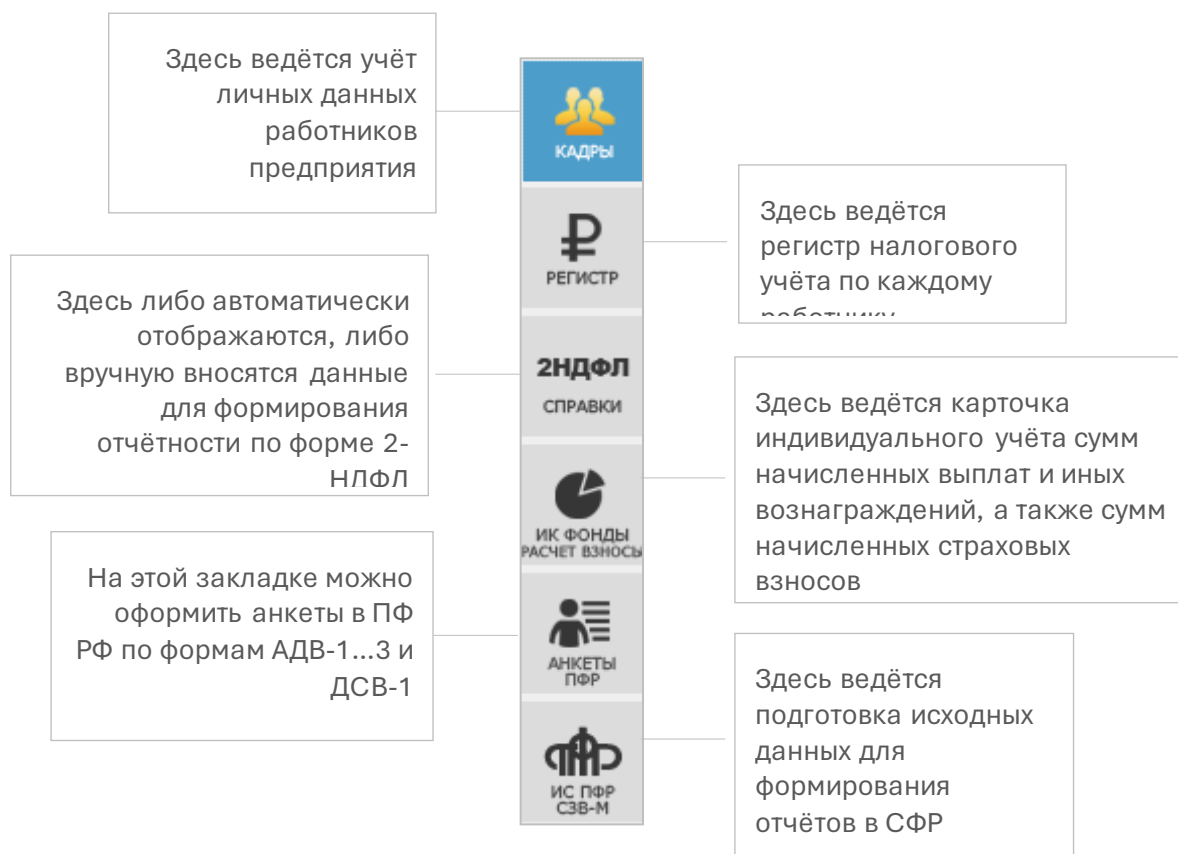 Здесь ведётся учёт
личных данных
работников
предприятия
КАДРЫ
Здесь ведётся
регистр налогового
учёта по каждому
работнику
РЕГИСТР
Здесь либо автоматически
отображаются, либо
вручную вносятся данные
для формирования
отчётности по форме 2-
НДФЛ
2НДФЛ
СПРАВКИ
Здесь ведётся карточка
индивидуального учёта сумм
начисленных выплат и иных
вознаграждений, а также сумм
начисленных страховых
взносов
ИК ФОНДЫ
РАСЧЕТ ВЗНОСЫ
На этой закладке можно
оформить анкеты в ПФ
РФ по формам АДВ-1...3 и
ДСВ-1
АНКЕТЫ
ПФР
Здесь ведётся
подготовка исходных
данных для
формирования
отчётов в СФР
ИС ПФР
СЗВ-М